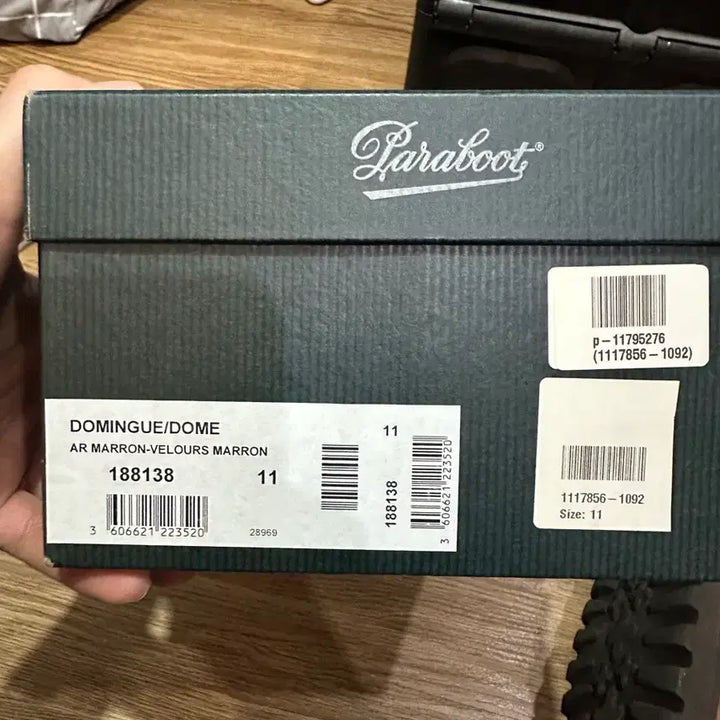 Paraboot®
p-11795276
(1117856-1092)
DOMINGUE/DOME
AR MARRON-VELOURS MARRON
188138 11
3 606621 223520
28969
11
188138
3 606621 223520
1117856-1092
Size: 11